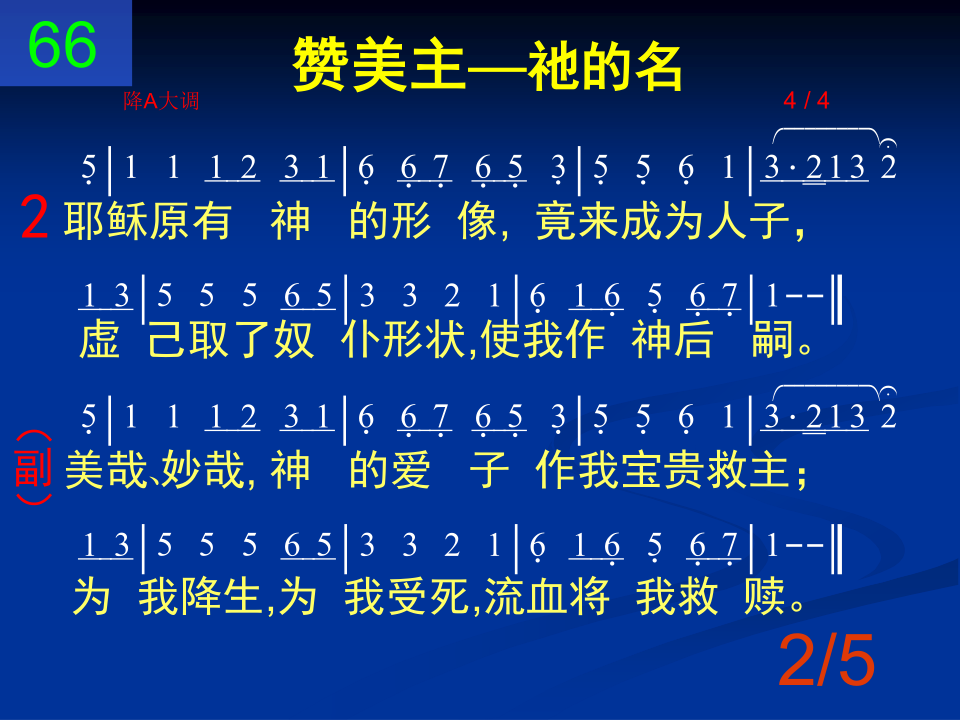 66
赞美主—祂的名
降A大调 4 / 4
5̣ | 1 1 1 2 3 1 | 6̣ 6̣ 7̣ 6̣ 5̣ 3̣ | 5̣ 5̣ 6̣ 1 | 3 · 2 1 3 2
2 耶稣原有 神 的形 像, 竟来成为人子，
1 3 | 5 5 5 6 5 | 3 3 2 1 | 6̣ 1 6̣ 5̣ 6̣ 7̣ | 1 – – ‖
虚 己取了奴 仆形状,使我作 神后 嗣。
5̣ | 1 1 1 2 3 1 | 6̣ 6̣ 7̣ 6̣ 5̣ 3̣ | 5̣ 5̣ 6̣ 1 | 3 · 2 1 3 2
（副） 美哉、妙哉, 神 的爱 子 作我宝贵救主；
1 3 | 5 5 5 6 5 | 3 3 2 1 | 6̣ 1 6̣ 5̣ 6̣ 7̣ | 1 – – ‖
为 我降生,为 我受死,流血将 我救 赎。
2/5